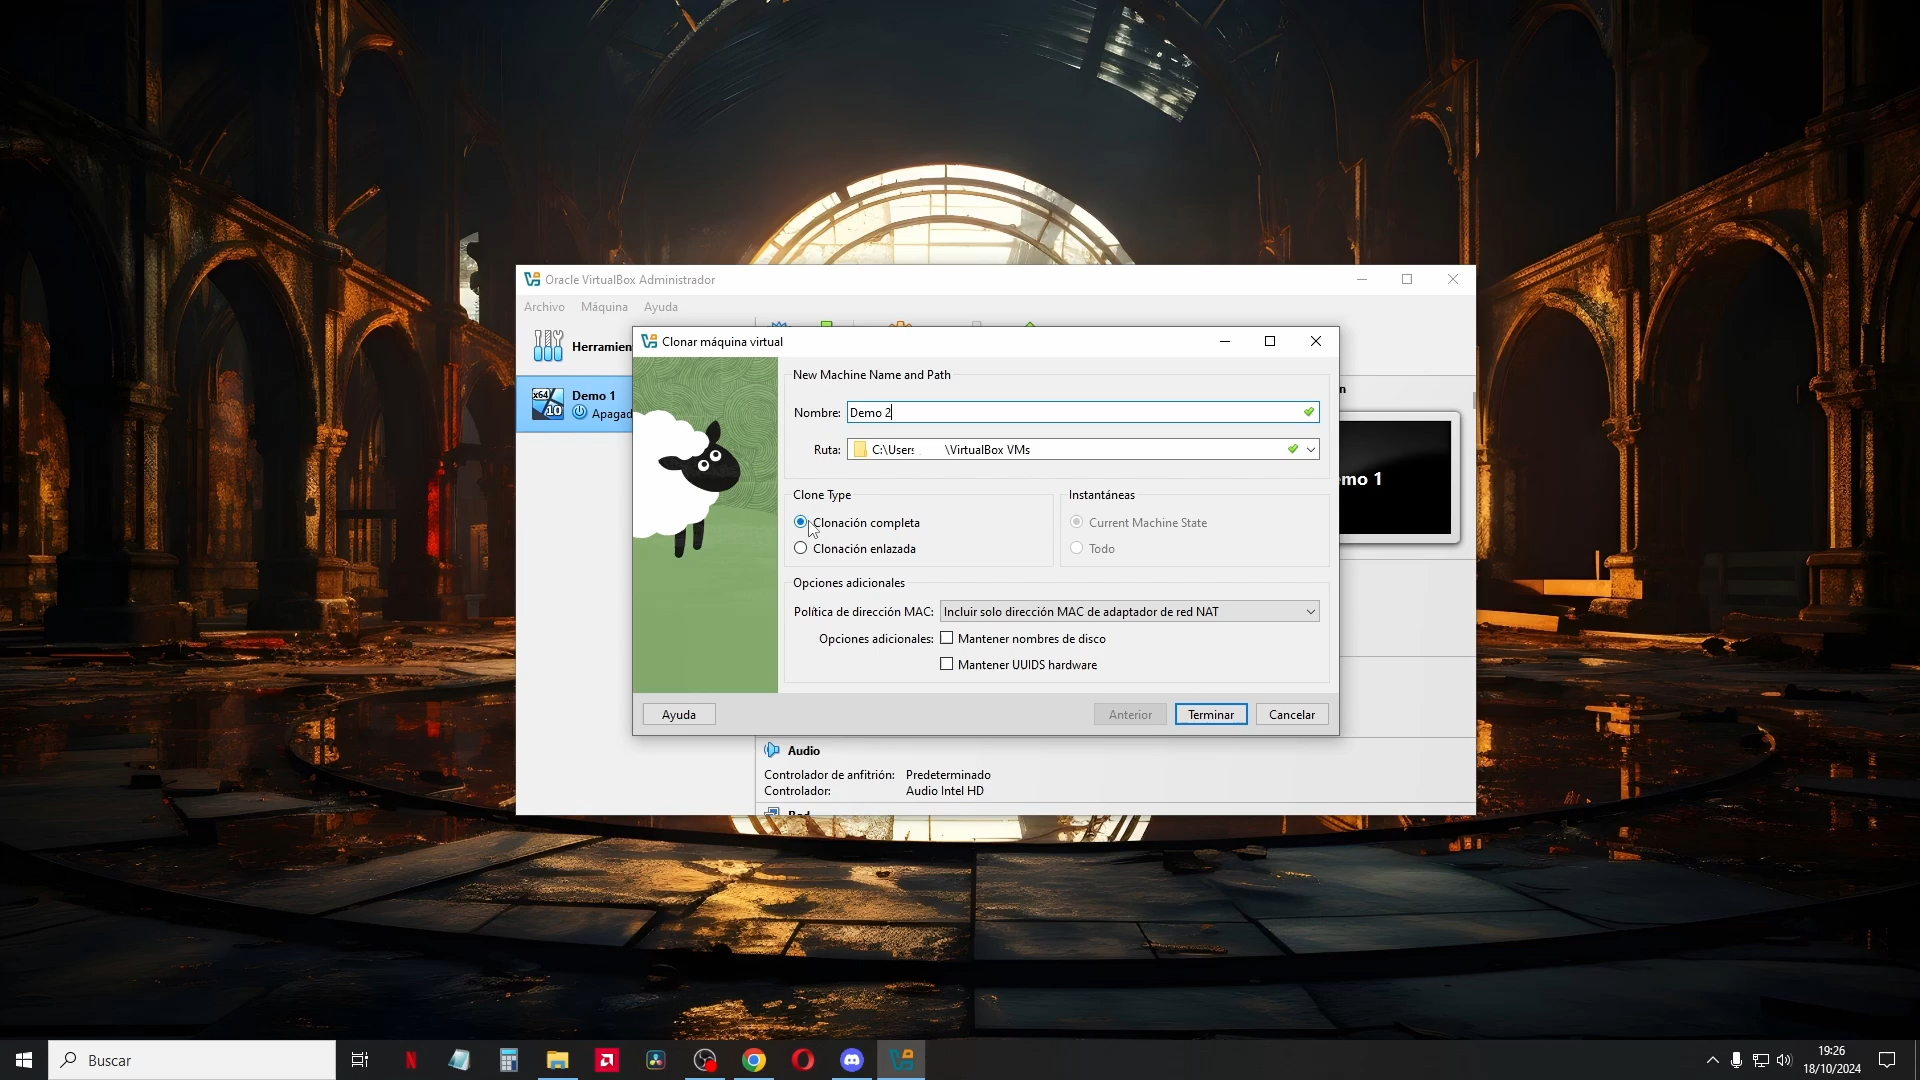 Oracle VirtualBox Administrador
Archivo Máquina Ayuda
Herramien
Demo 1
Apagad
Clonar máquina virtual
New Machine Name and Path
Nombre: Demo 2
Ruta: C:\Users \VirtualBox VMs
Clone Type
Clonación completa
Clonación enlazada
Instantáneas
Current Machine State
Todo
Opciones adicionales
Política de dirección MAC: Incluir solo dirección MAC de adaptador de red NAT
Opciones adicionales: Mantener nombres de disco
Mantener UUIDS hardware
Ayuda Anterior Terminar Cancelar
n
mo 1
Audio
Controlador de anfitrión: Predeterminado
Controlador: Audio Intel HD
Red
x64
10
Buscar
19:26
18/10/2024